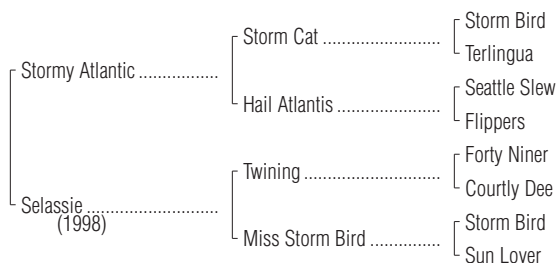 Storm Bird
Storm Cat ................................
Stormy Atlantic ................
Terlingua
Seattle Slew
Hail Atlantis ............................
Flippers
Forty Niner
Twining .....................................
Selassie ..............................
(1998)
Courtly Dee
Storm Bird
Miss Storm Bird ...................
Sun Lover